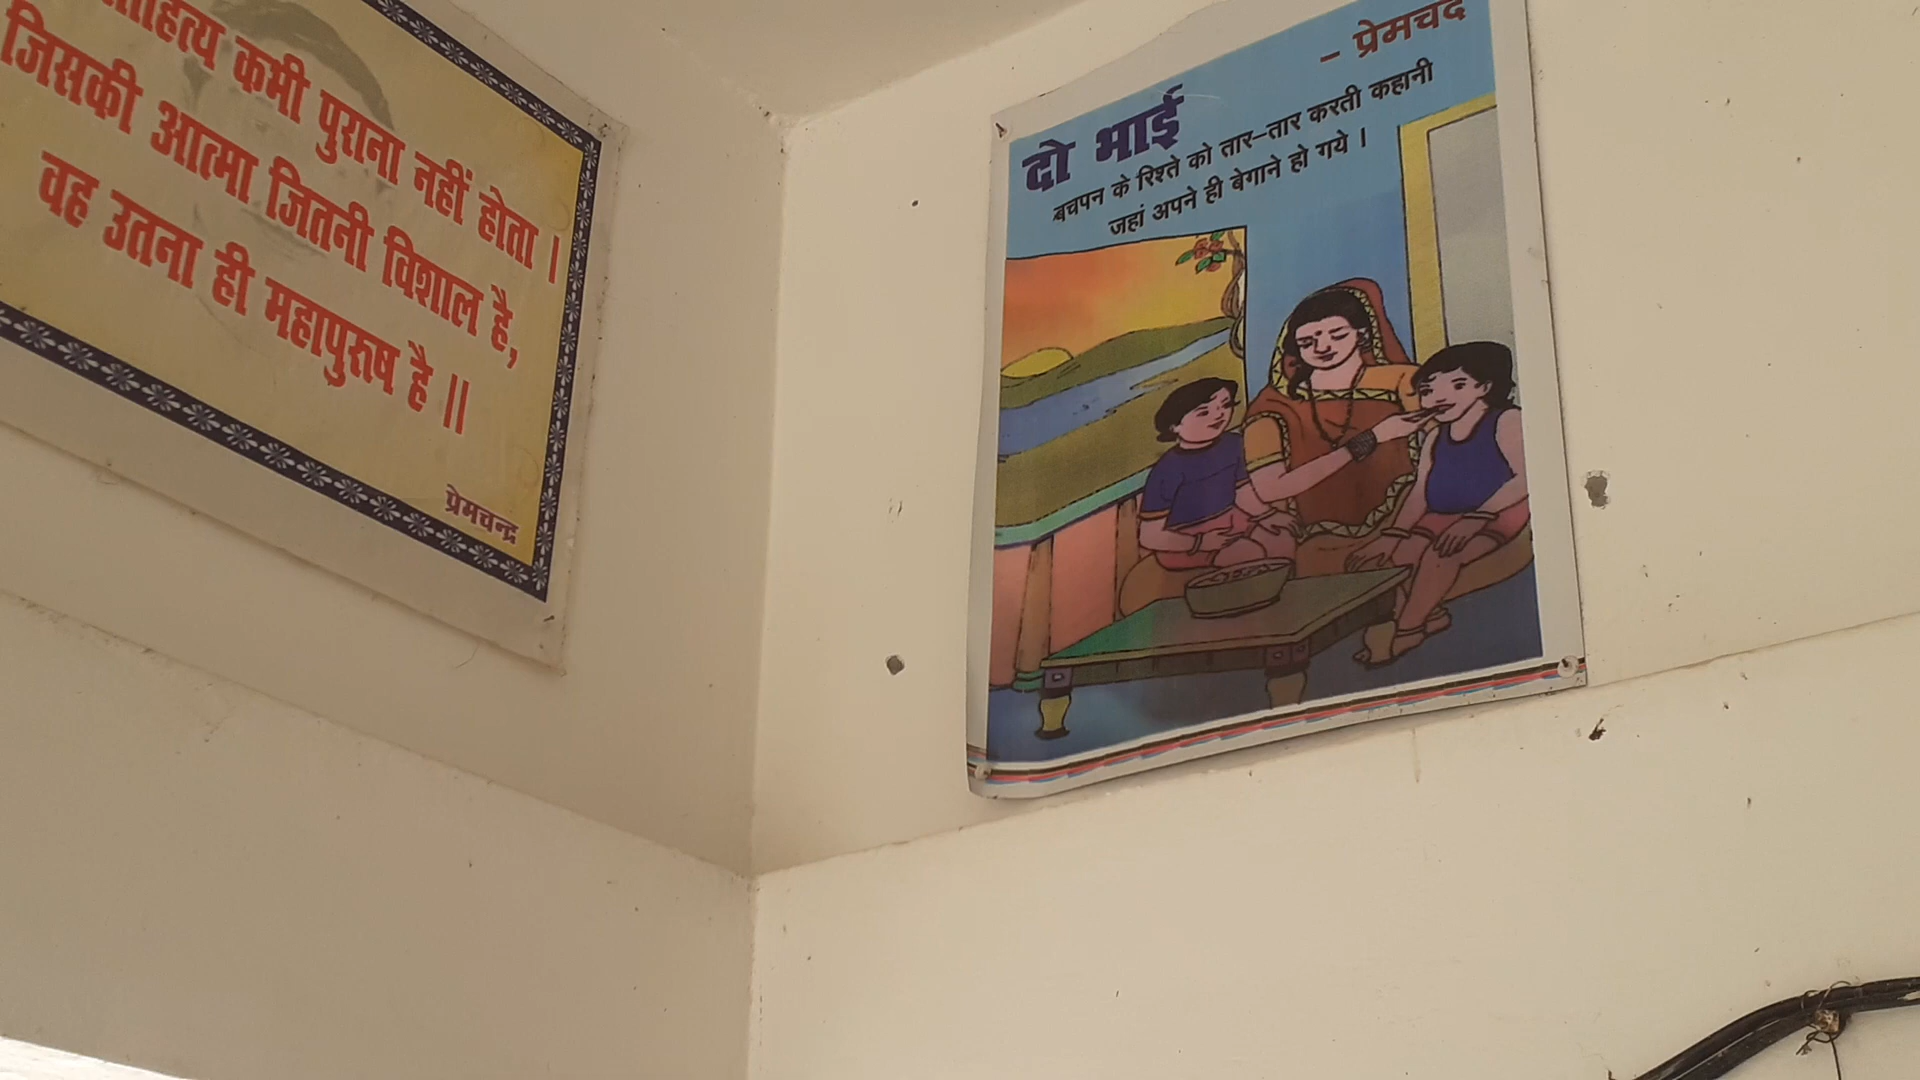 साहित्य कभी पुराना नहीं होता ।
जिसकी आत्मा जितनी विशाल है,
वह उतना ही महापुरुष है ॥
प्रेमचन्द्र
– प्रेमचंद
दो भाई
बचपन के रिश्ते को तार–तार करती कहानी
जहां अपने ही बेगाने हो गये ।